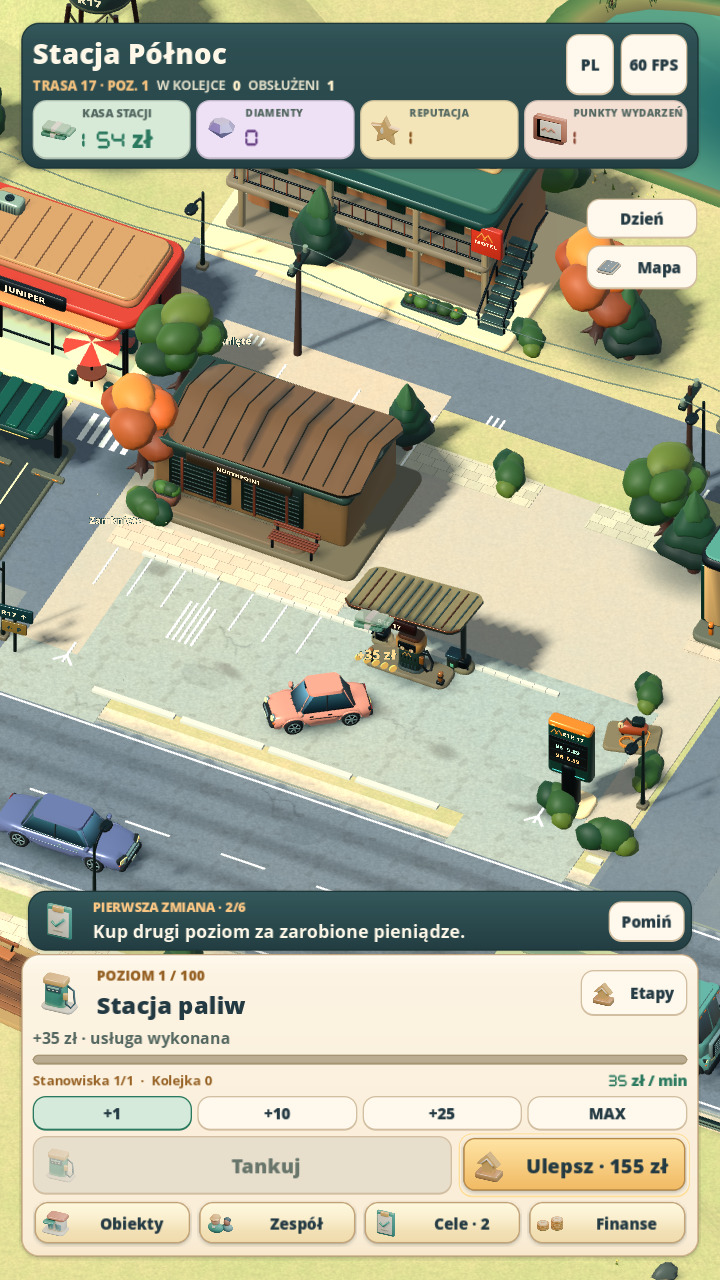 R17
Stacja Północ
PL
60 FPS
TRASA 17 · POZ. 1 W KOLEJCE 0 OBSŁUŻENI 1
KASA STACJI
154 zł
DIAMENTY
0
REPUTACJA
1
PUNKTY WYDARZEŃ
1
Dzień
MOTEL
Mapa
JUNIPER
NORTHPOINT
17
+35 zł
R17 ↑
PIERWSZA ZMIANA · 2/6
Kup drugi poziom za zarobione pieniądze.
Pomiń
POZIOM 1 / 100
Stacja paliw
Etapy
+35 zł · usługa wykonana
Stanowiska 1/1 · Kolejka 0
35 zł / min
+1
+10
+25
MAX
Tankuj
Ulepsz · 155 zł
Obiekty
Zespół
Cele · 2
Finanse